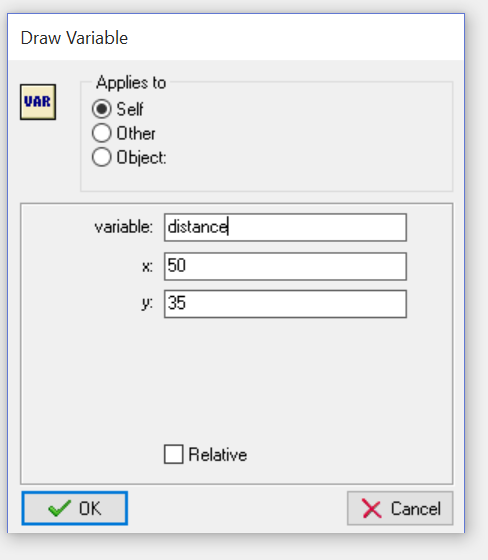 Draw Variable
VAR
Applies to
Self
Other
Object:
variable: distance
x: 50
y: 35
Relative
OK Cancel